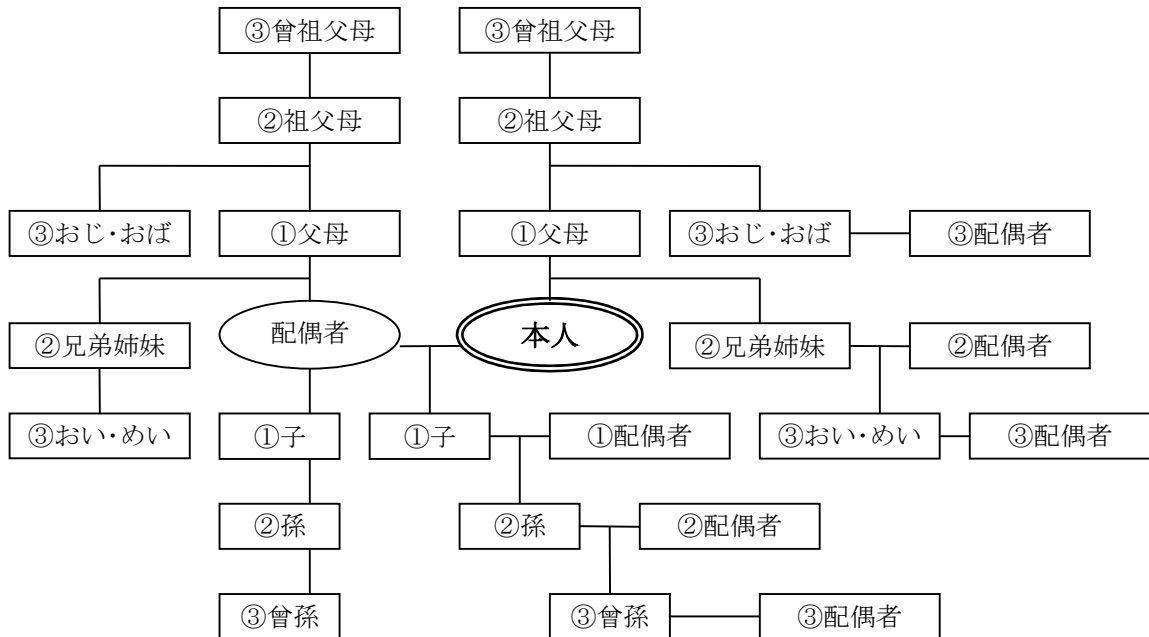 ③曾祖父母
③曾祖父母
②祖父母
②祖父母
③おじ・おば
①父母
①父母
③おじ・おば
③配偶者
②兄弟姉妹
配偶者
本人
②兄弟姉妹
②配偶者
③おい・めい
①子
①子
①配偶者
③おい・めい
③配偶者
②孫
②孫
②配偶者
③曾孫
③曾孫
③配偶者